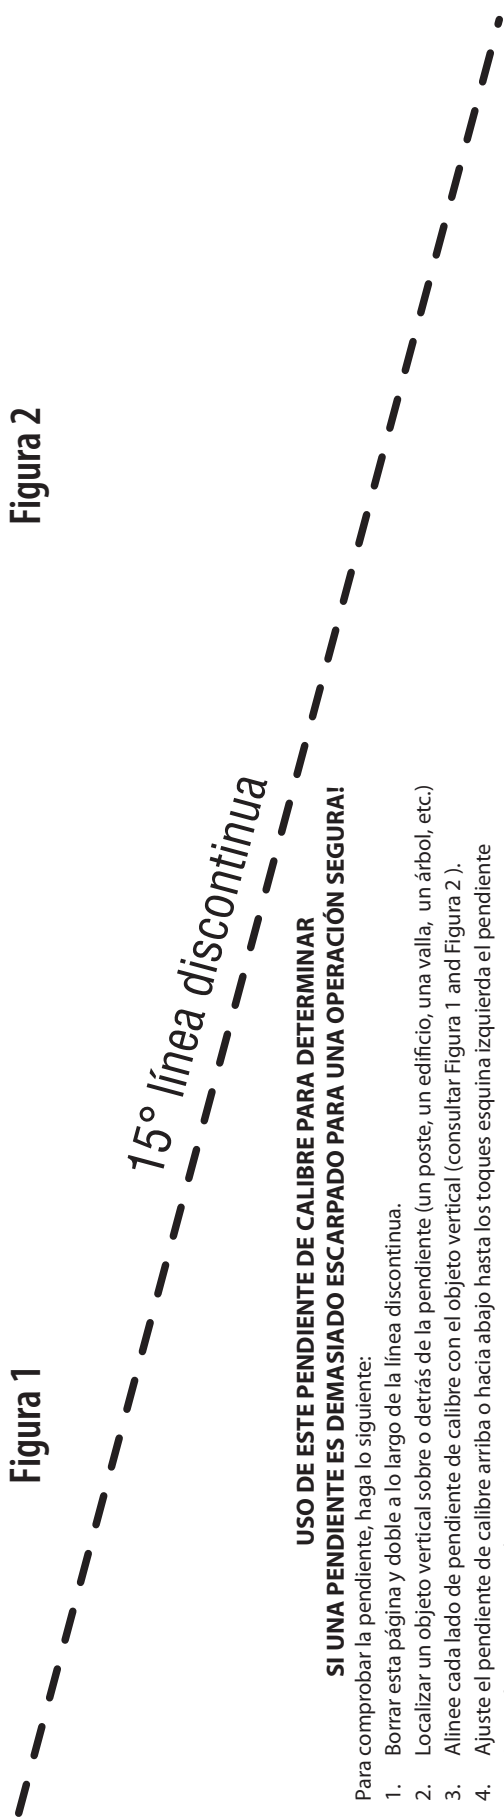 Figura 1
Figura 2
15° línea discontinua
USO DE ESTE PENDIENTE DE CALIBRE PARA DETERMINAR
SI UNA PENDIENTE ES DEMASIADO ESCARPADO PARA UNA OPERACIÓN SEGURA!
Para comprobar la pendiente, haga lo siguiente:
1. Borrar esta página y doble a lo largo de la línea discontinua.
2. Localizar un objeto vertical sobre o detrás de la pendiente (un poste, un edificio, una valla, un árbol, etc.)
3. Alinee cada lado de pendiente de calibre con el objeto vertical (consultar Figura 1 and Figura 2 ).
4. Ajuste el pendiente de calibre arriba o hacia abajo hasta los toques esquina izquierda el pendiente